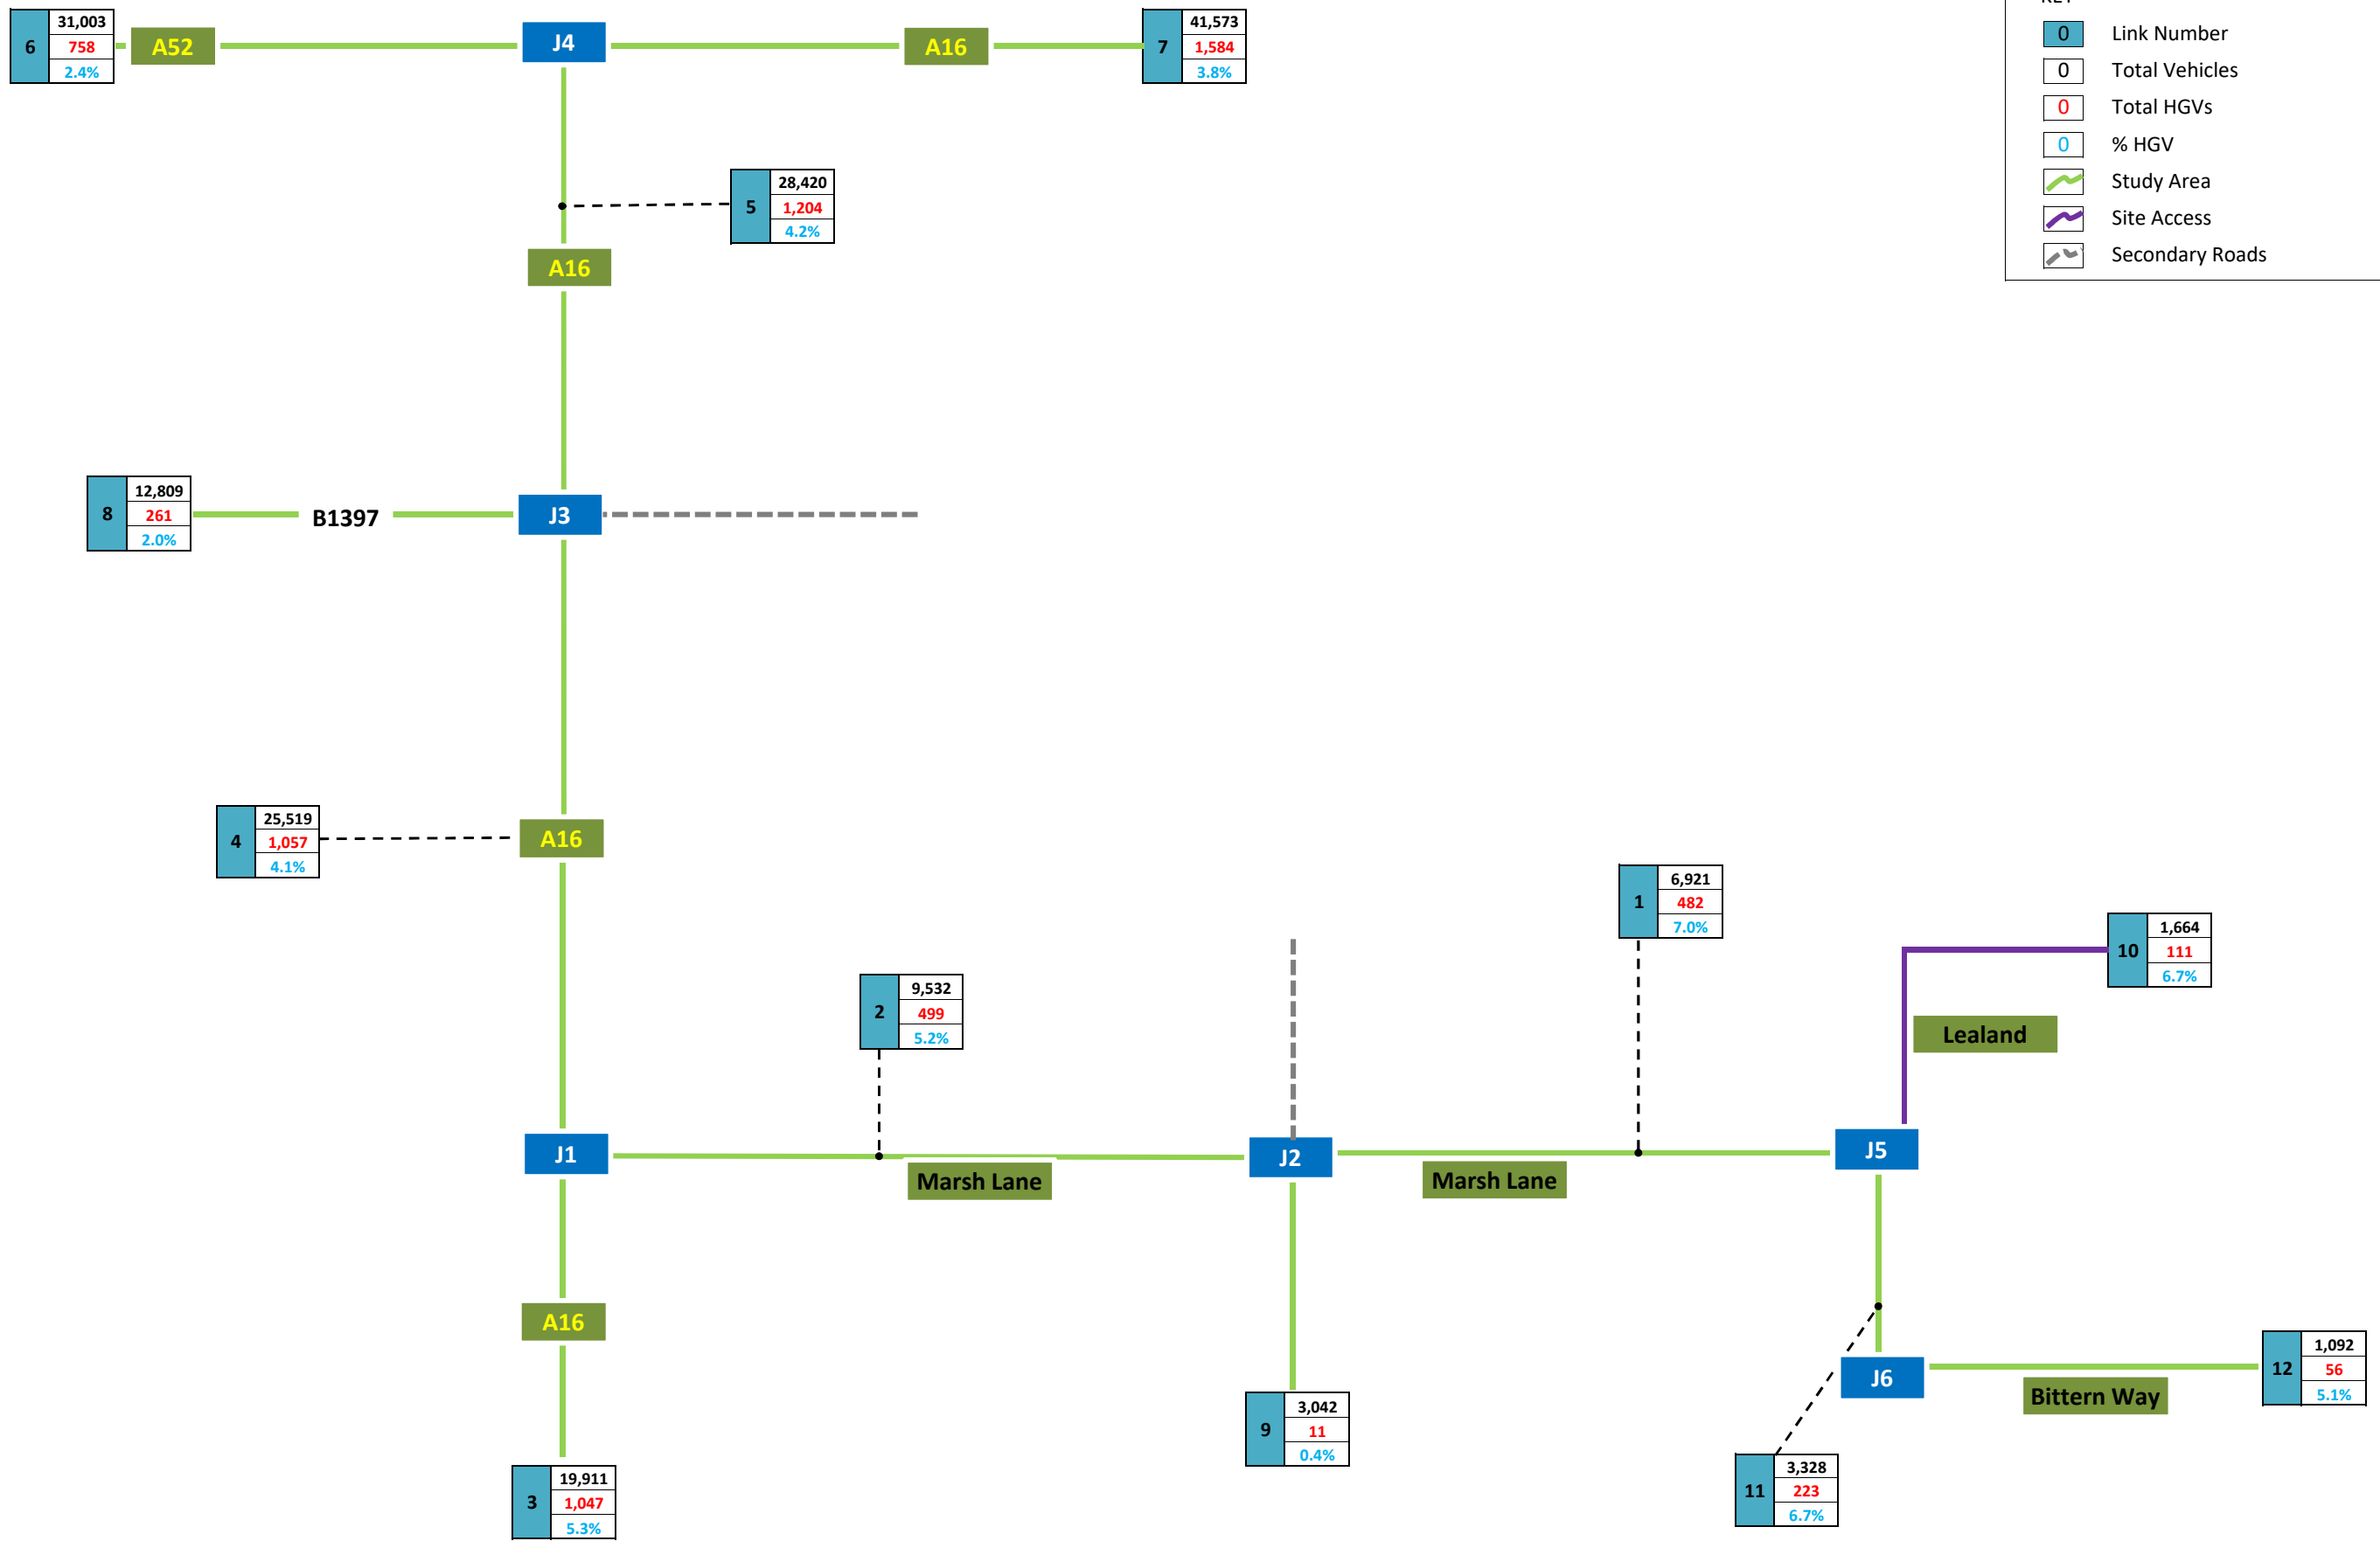 KEY
0 Link Number
0 Total Vehicles
0 Total HGVs
0 % HGV
Study Area
Site Access
Secondary Roads
6
31,003
758
2.4%
A52
J4
A16
7
41,573
1,584
3.8%
5
28,420
1,204
4.2%
A16
8
12,809
261
2.0%
B1397
J3
4
25,519
1,057
4.1%
A16
1
6,921
482
7.0%
10
1,664
111
6.7%
2
9,532
499
5.2%
Lealand
J1
J2
J5
Marsh Lane
Marsh Lane
A16
J6
12
1,092
56
5.1%
Bittern Way
9
3,042
11
0.4%
11
3,328
223
6.7%
3
19,911
1,047
5.3%